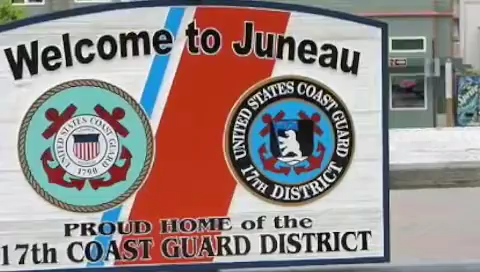 Welcome to Juneau
UNITED STATES COAST GUARD
1790
UNITED STATES COAST GUARD
17th DISTRICT
PROUD HOME of the
17th COAST GUARD DISTRICT